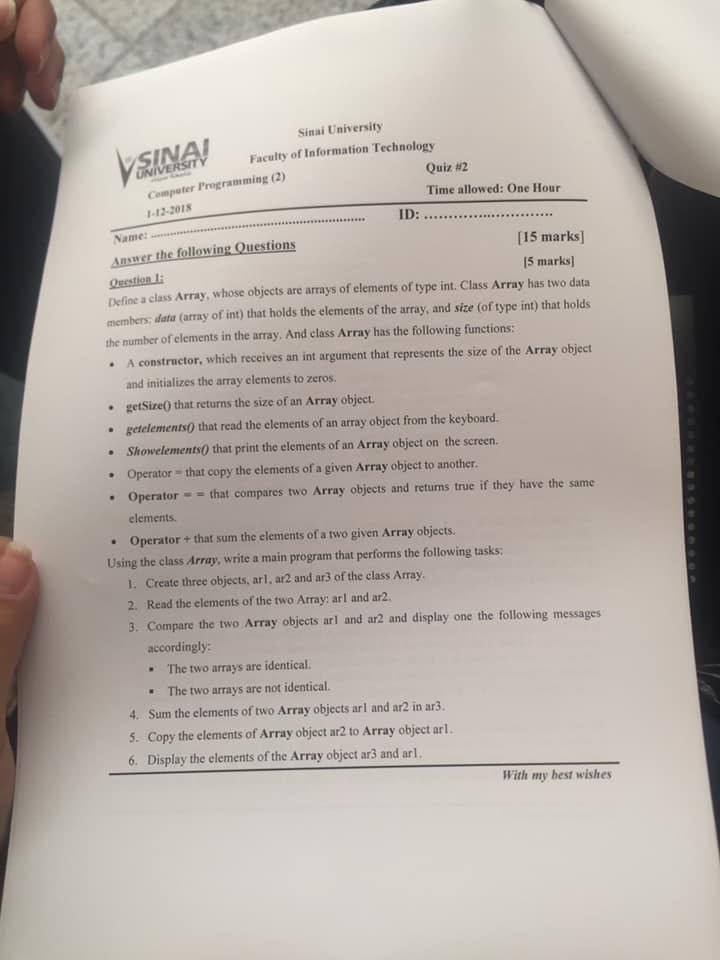 Sinai University
SINAI
UNIVERSITY
Faculty of Information Technology
Computer Programming (2)
Quiz #2
1-12-2018
Time allowed: One Hour
Name: ........................................................
ID: ..............................
Answer the following Questions
[15 marks]
Question 1:
[5 marks]
Define a class Array, whose objects are arrays of elements of type int. Class Array has two data
members: data (array of int) that holds the elements of the array, and size (of type int) that holds
the number of elements in the array. And class Array has the following functions:
• A constructor, which receives an int argument that represents the size of the Array object
and initializes the array elements to zeros.
• getSize() that returns the size of an Array object.
• getelements() that read the elements of an array object from the keyboard.
• Showelements() that print the elements of an Array object on the screen.
• Operator = that copy the elements of a given Array object to another.
• Operator = = that compares two Array objects and returns true if they have the same
elements.
• Operator + that sum the elements of a two given Array objects.
Using the class Array, write a main program that performs the following tasks:
1. Create three objects, ar1, ar2 and ar3 of the class Array.
2. Read the elements of the two Array: ar1 and ar2.
3. Compare the two Array objects ar1 and ar2 and display one the following messages
accordingly:
▪ The two arrays are identical.
▪ The two arrays are not identical.
4. Sum the elements of two Array objects ar1 and ar2 in ar3.
5. Copy the elements of Array object ar2 to Array object ar1.
6. Display the elements of the Array object ar3 and ar1.
With my best wishes